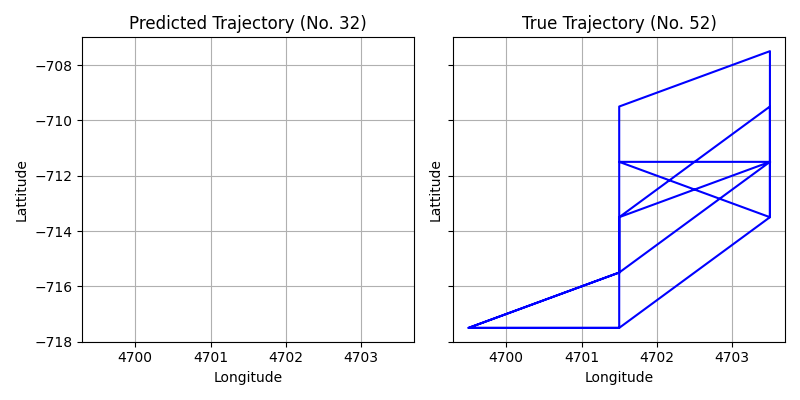 Predicted Trajectory (No. 32)
True Trajectory (No. 52)
−708
−710
−712
−714
−716
−718
Lattitude
Lattitude
4700 4701 4702 4703
4700 4701 4702 4703
Longitude
Longitude